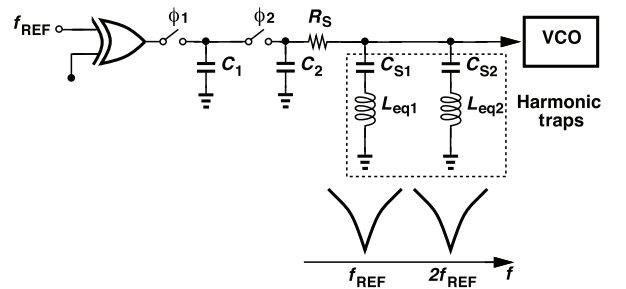 ϕ1
ϕ2
RS
fREF
VCO
C1
C2
CS1
CS2
Leq1
Leq2
Harmonic
traps
fREF
2fREF
f